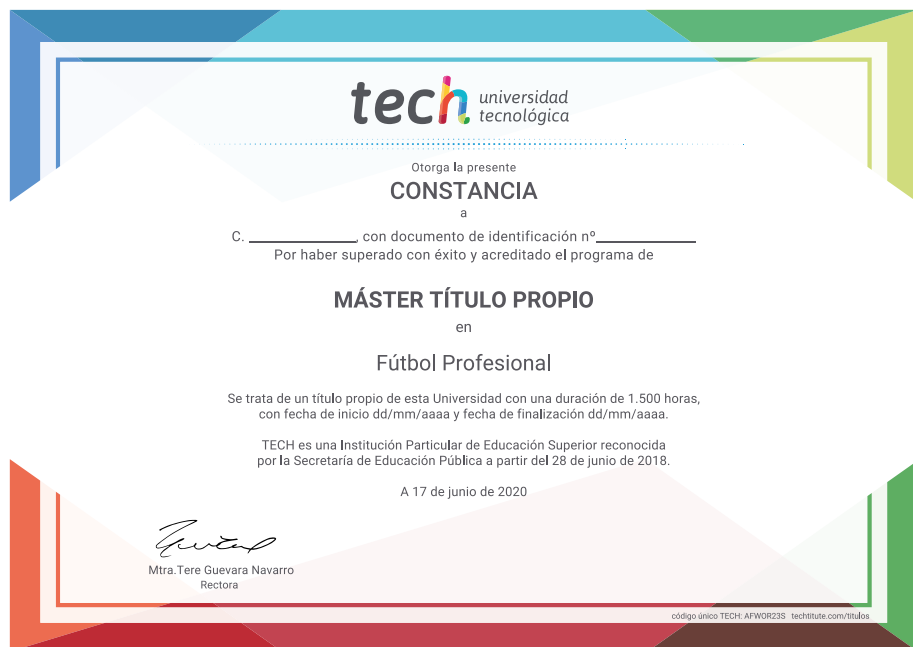 tech universidad
tecnológica
Otorga la presente
CONSTANCIA
a
C. ____________, con documento de identificación nº___________
Por haber superado con éxito y acreditado el programa de
MÁSTER TÍTULO PROPIO
en
Fútbol Profesional
Se trata de un título propio de esta Universidad con una duración de 1.500 horas,
con fecha de inicio dd/mm/aaaa y fecha de finalización dd/mm/aaaa.
TECH es una Institución Particular de Educación Superior reconocida
por la Secretaría de Educación Pública a partir del 28 de junio de 2018.
A 17 de junio de 2020
Mtra.Tere Guevara Navarro
Rectora
código único TECH: AFWOR23S techtitute.com/titulos